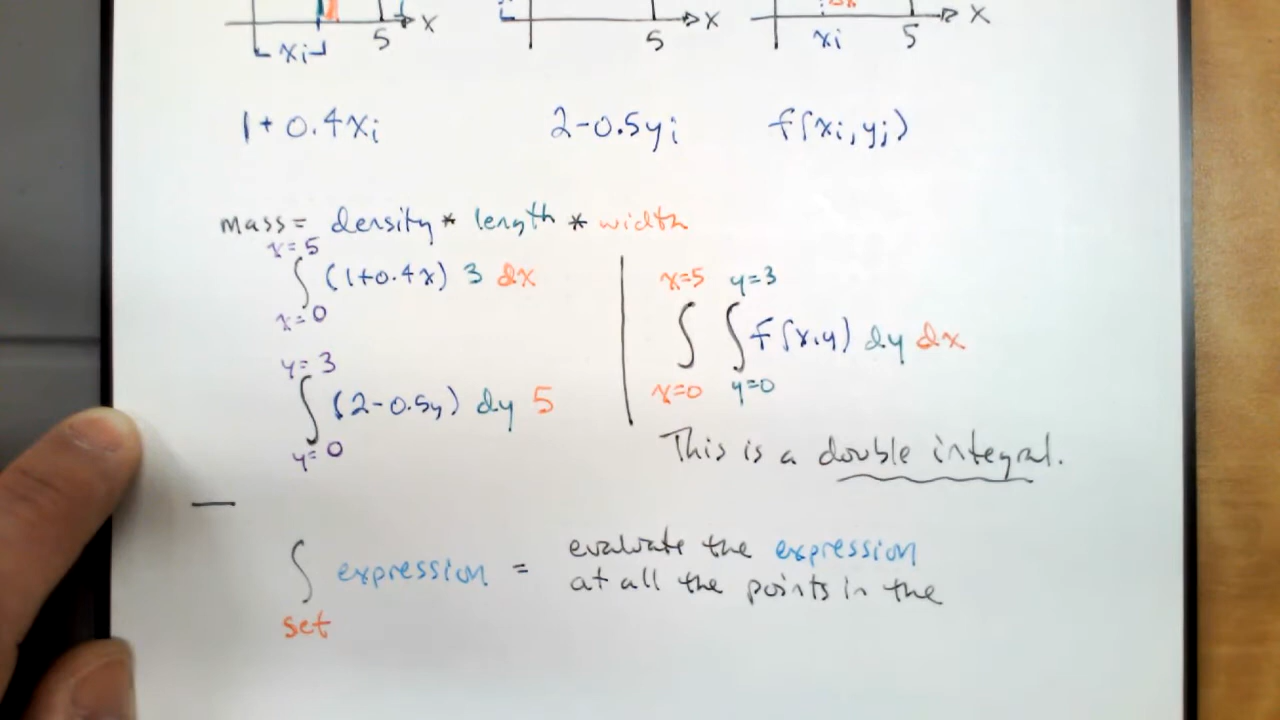 x x x
xi 5 5 xi 5
1 + 0.4xi 2-0.5yi f(xi,yj)
mass = density * length * width
x=5
∫ (1+0.4x) 3 dx
x=0
y=3
∫ (2-0.5y) dy 5
y=0
x=5 y=3
∫ ∫ f(x,y) dy dx
x=0 y=0
This is a double integral.
∫ expression = evaluate the expression
set at all the points in the